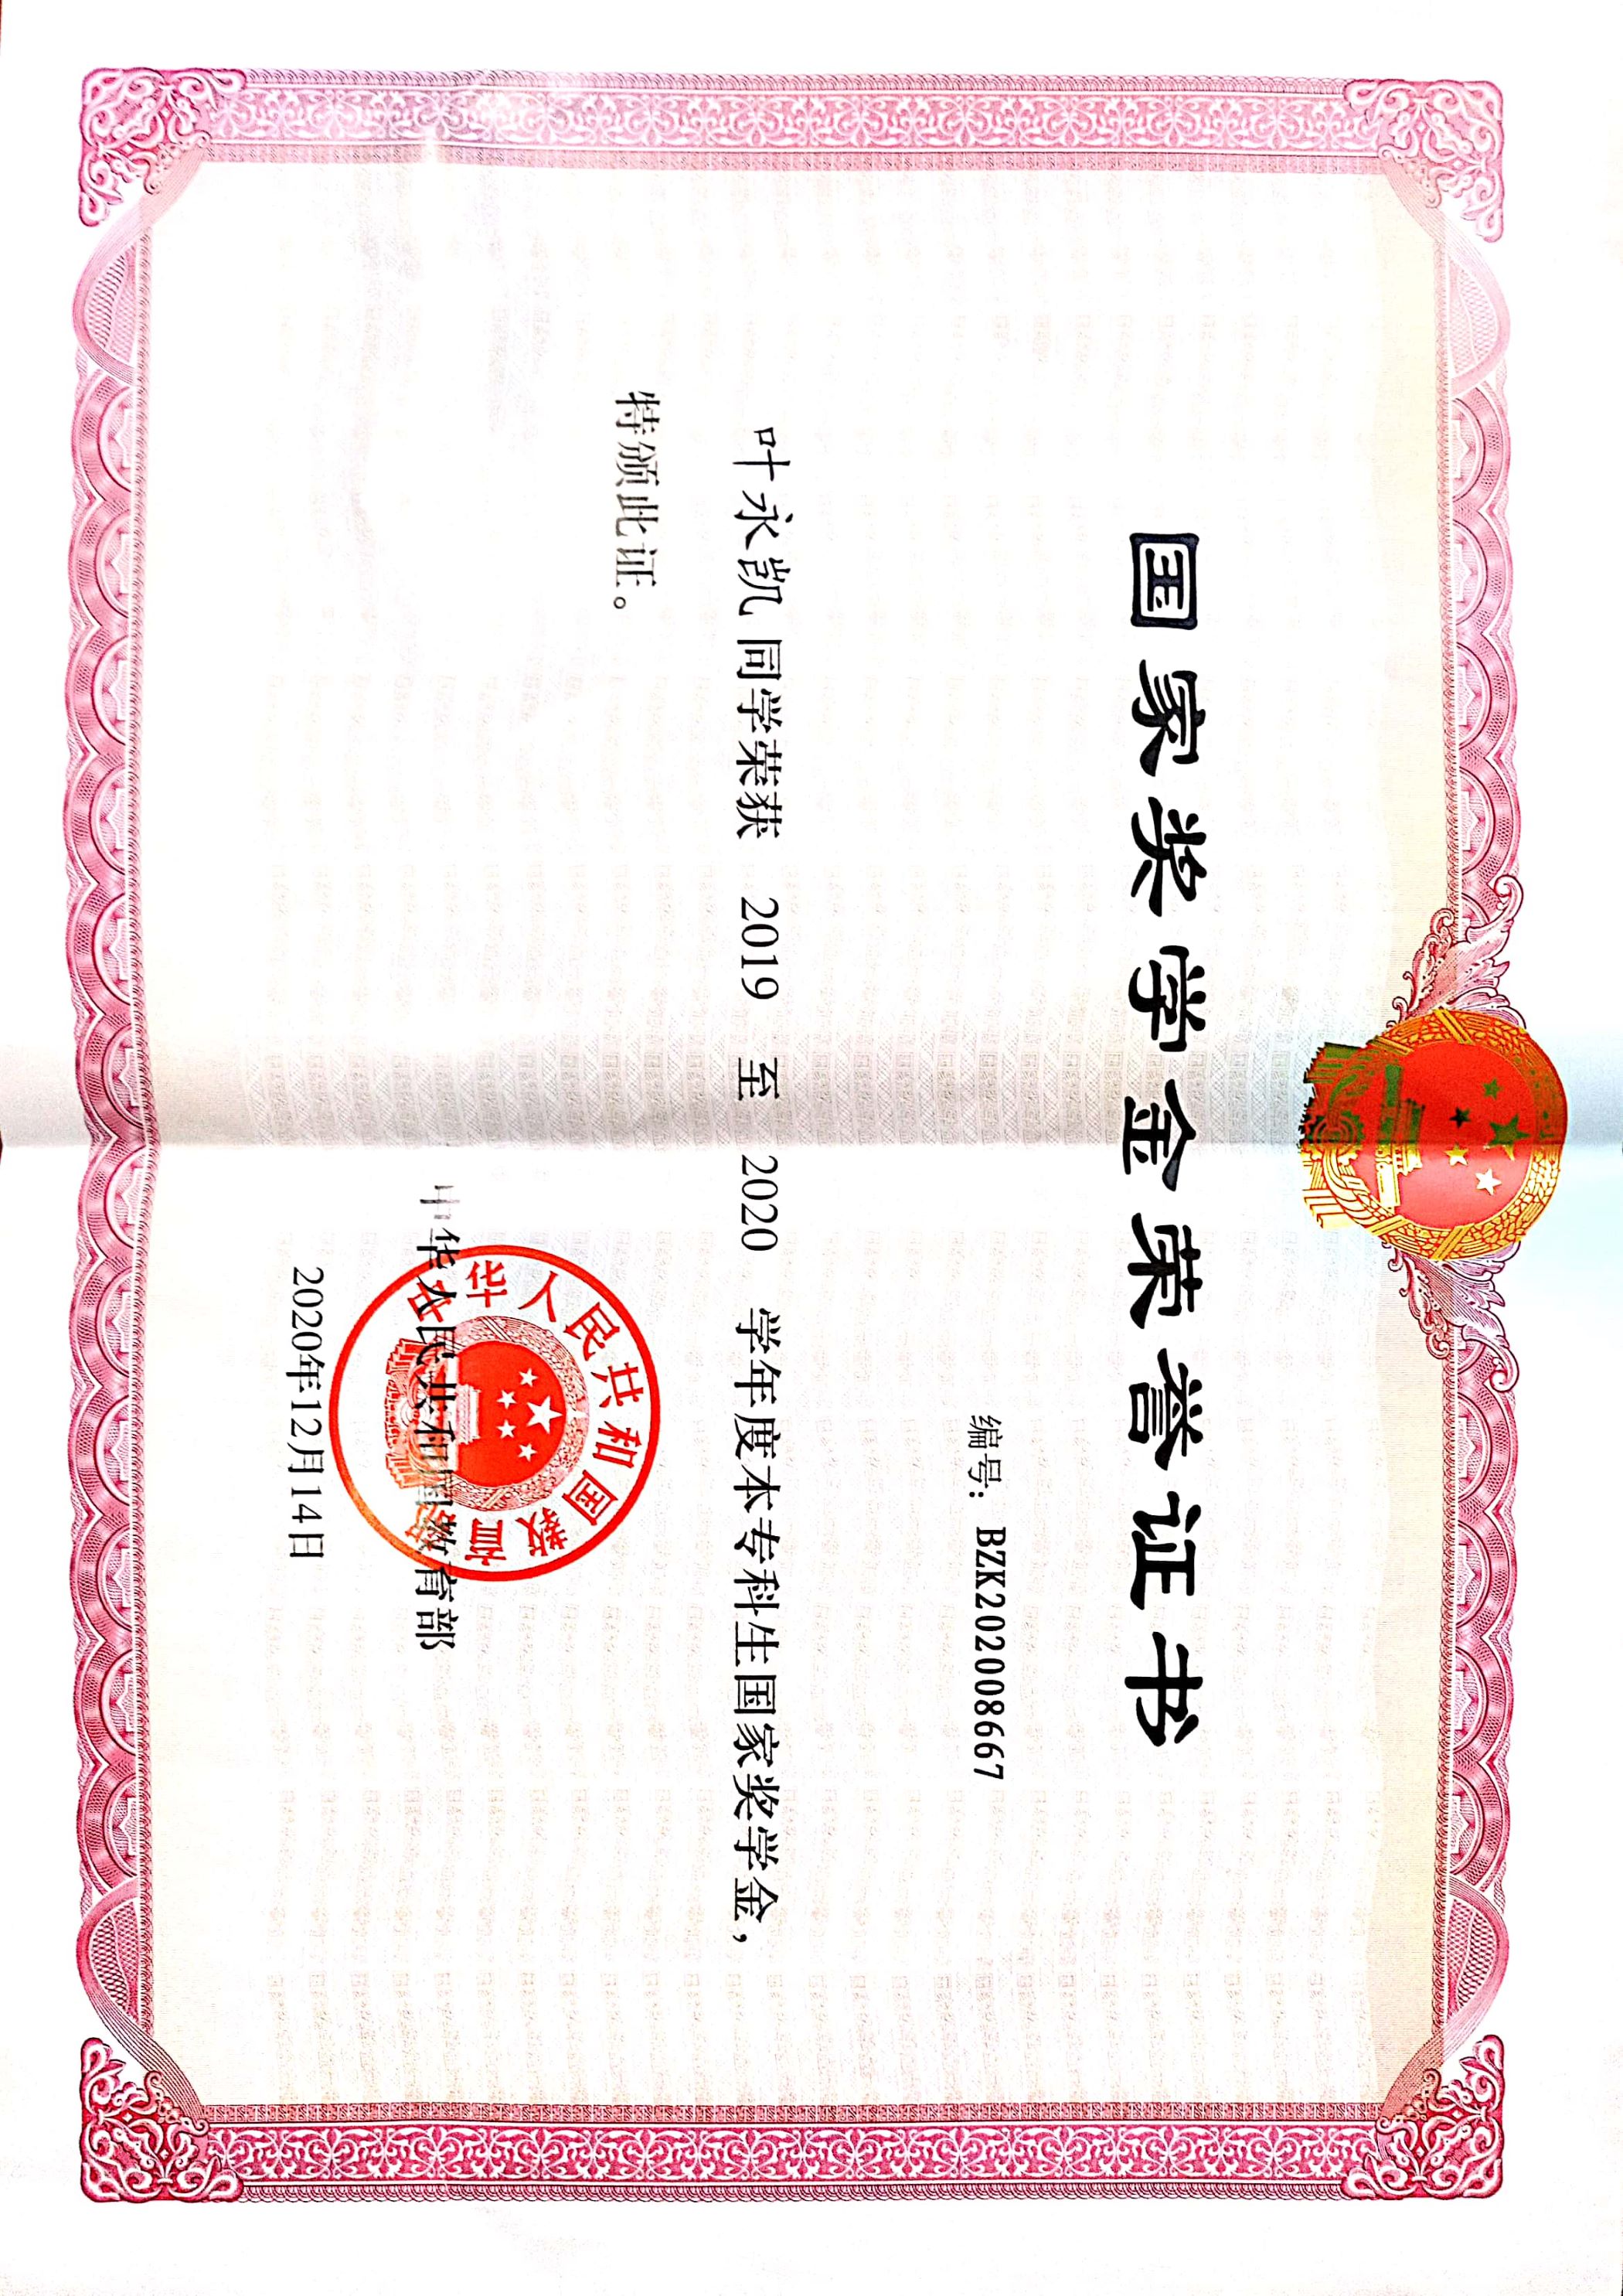 国家奖学金荣誉证书
编号：BZK202008667
叶永凯 同学荣获 2019 至 2020 学年度本专科生国家奖学金，
特颁此证。
中华人民共和国教育部
中华人民共和国教育部
2020年12月14日